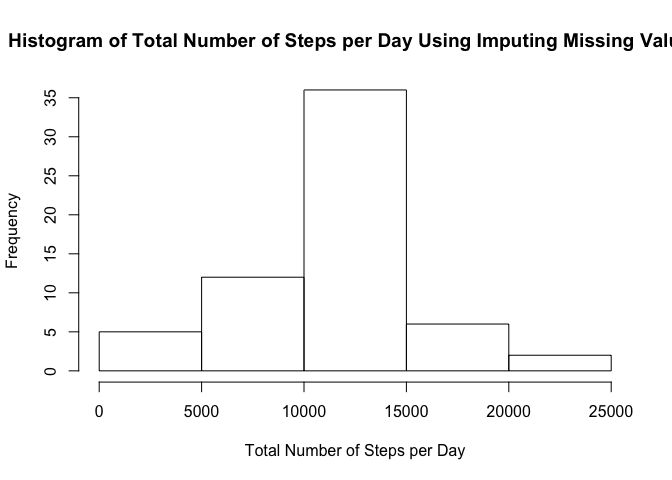 Histogram of Total Number of Steps per Day Using Imputing Missing Valu
35
30
25
20
15
10
5
0
Frequency
0 5000 10000 15000 20000 25000
Total Number of Steps per Day